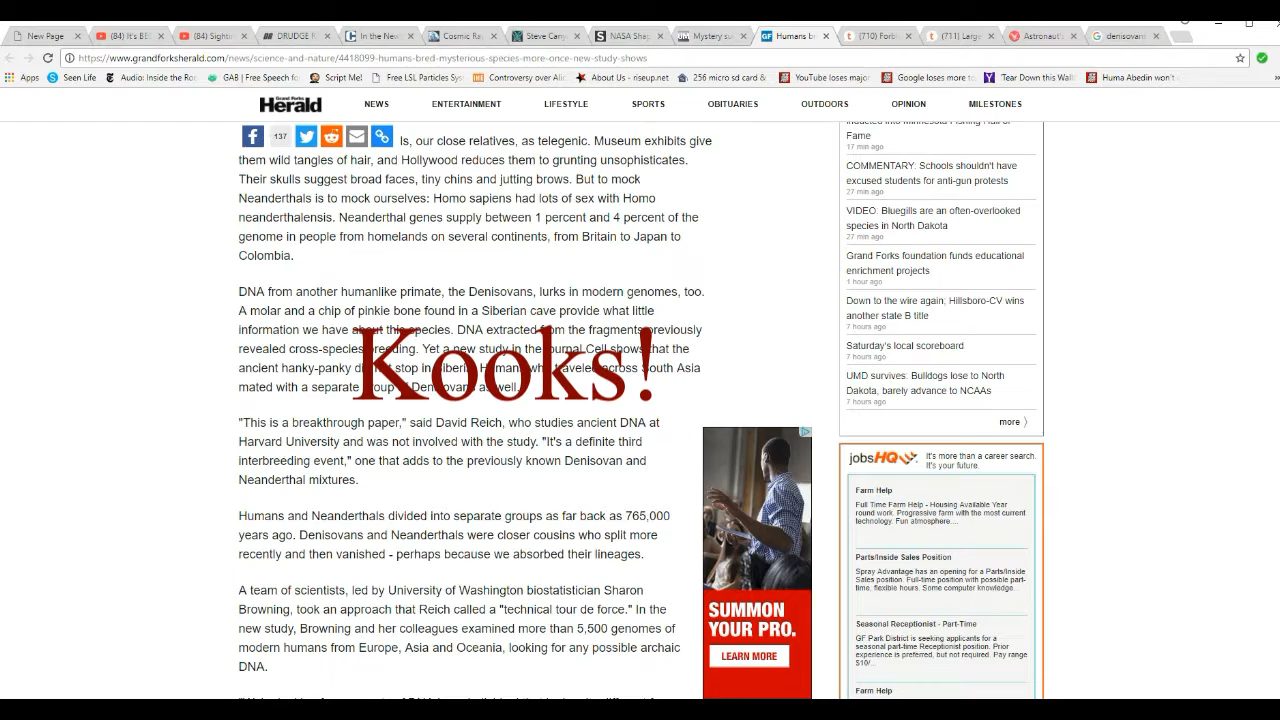 New Page
(84) It's BE
(84) Sightin
DRUDGE R
In the New
Cosmic Ra
Steve Cany
NASA Shap
Mystery su
Humans br
(710) Forbi
(711) Larg
Astronaut'
denisovan
https://www.grandforksherald.com/news/science-and-nature/4418099-humans-bred-mysterious-species-more-once-new-study-shows
Apps
Seen Life
Audio: Inside the Ro
GAB | Free Speech fo
Script Mel
Free LSL Particle Sys
Controversy over Ali
About Us - riseup.net
256 micro sd card &
YouTube loses major
Google loses more t
Tear Down this Wall
Huma Abedin won't
Grand Forks
Herald
NEWS
ENTERTAINMENT
LIFESTYLE
SPORTS
OBITUARIES
OUTDOORS
OPINION
MILESTONES
137
ls, our close relatives, as telegenic. Museum exhibits give
them wild tangles of hair, and Hollywood reduces them to grunting unsophisticates.
Their skulls suggest broad faces, tiny chins and jutting brows. But to mock
Neanderthals is to mock ourselves: Homo sapiens had lots of sex with Homo
neanderthalensis. Neanderthal genes supply between 1 percent and 4 percent of the
genome in people from homelands on several continents, from Britain to Japan to
Colombia.
DNA from another humanlike primate, the Denisovans, lurks in modern genomes, too.
A molar and a chip of pinkie bone found in a Siberian cave provide what little
information we have about this species. DNA extracted from the fragments previously
revealed cross-species breeding. Yet a new study in the journal Cell shows that the
ancient hanky-panky did not stop in Siberia: Humans who traveled across South Asia
mated with a separate group of Denisovans as well.
Kooks!
"This is a breakthrough paper," said David Reich, who studies ancient DNA at
Harvard University and was not involved with the study. "It's a definite third
interbreeding event," one that adds to the previously known Denisovan and
Neanderthal mixtures.
Humans and Neanderthals divided into separate groups as far back as 765,000
years ago. Denisovans and Neanderthals were closer cousins who split more
recently and then vanished - perhaps because we absorbed their lineages.
A team of scientists, led by University of Washington biostatistician Sharon
Browning, took an approach that Reich called a "technical tour de force." In the
new study, Browning and her colleagues examined more than 5,500 genomes of
modern humans from Europe, Asia and Oceania, looking for any possible archaic
DNA.
SUMMON
YOUR PRO.
LEARN MORE
inducted into Minnesota Fishing Hall of
Fame
17 min ago
COMMENTARY: Schools shouldn't have
excused students for anti-gun protests
27 min ago
VIDEO: Bluegills are an often-overlooked
species in North Dakota
27 min ago
Grand Forks foundation funds educational
enrichment projects
1 hour ago
Down to the wire again; Hillsboro-CV wins
another state B title
7 hours ago
Saturday's local scoreboard
7 hours ago
UMD survives: Bulldogs lose to North
Dakota, barely advance to NCAAs
7 hours ago
more
jobsHQ
It's more than a career search.
It's your future.
Farm Help
Full Time Farm Help - Housing Available Year
round work. Progressive farm with the most current
technology. Fun atmosphere....
Parts/Inside Sales Position
Spray Advantage has an opening for a Parts/Inside
Sales position. Full-time position with possible part-
time, flexible hours. Some computer knowledge...
Seasonal Receptionist - Part-Time
GF Park District is seeking applicants for a
seasonal part-time Receptionist position. Prior
experience is preferred, but not required. Pay range
$10/...
Farm Help